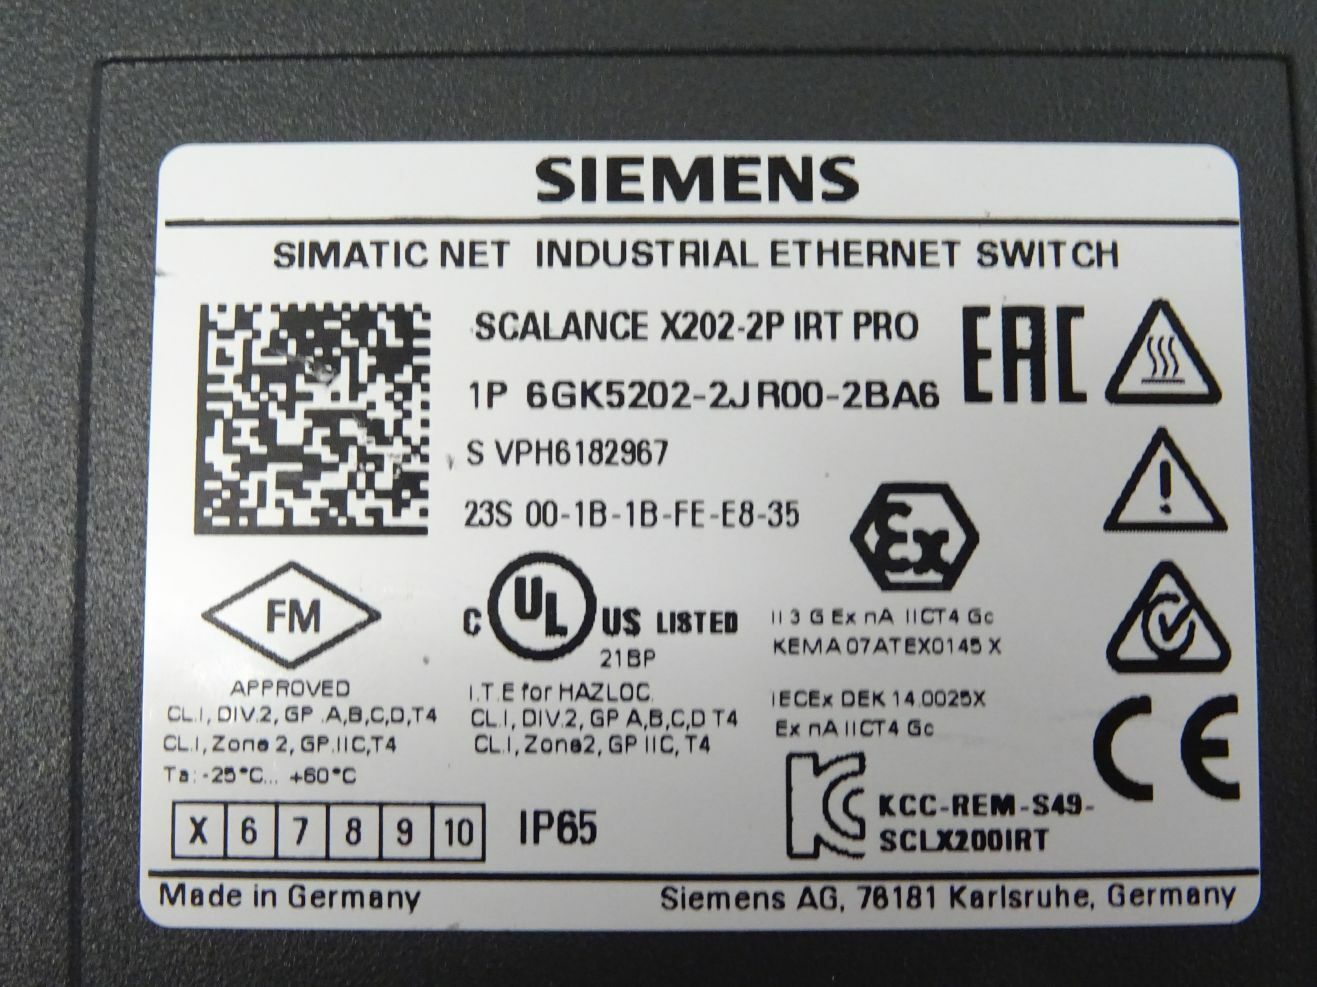 SIEMENS
SIMATIC NET INDUSTRIAL ETHERNET SWITCH
SCALANCE X202-2P IRT PRO
1P 6GK5202-2JR00-2BA6
S VPH6182967
23S 00-1B-1B-FE-E8-35
EAC
Ex
FM
APPROVED
CL.I, DIV.2, GP .A,B,C,D,T4
CL.I, Zone 2, GP.IIC,T4
Ta: -25°C... +60°C
C UL US LISTED
21BP
I.T.E for HAZLOC.
CL.I, DIV.2, GP A,B,C,D T4
CL.I, Zone2, GP IIC, T4
II 3 G Ex nA IICT4 Gc
KEMA 07ATEX0145 X
IECEx DEK 14.0025X
Ex nA IICT4 Gc
CE
KC KCC-REM-S49-
SCLX200IRT
X 6 7 8 9 10
IP65
Made in Germany
Siemens AG, 76181 Karlsruhe, Germany